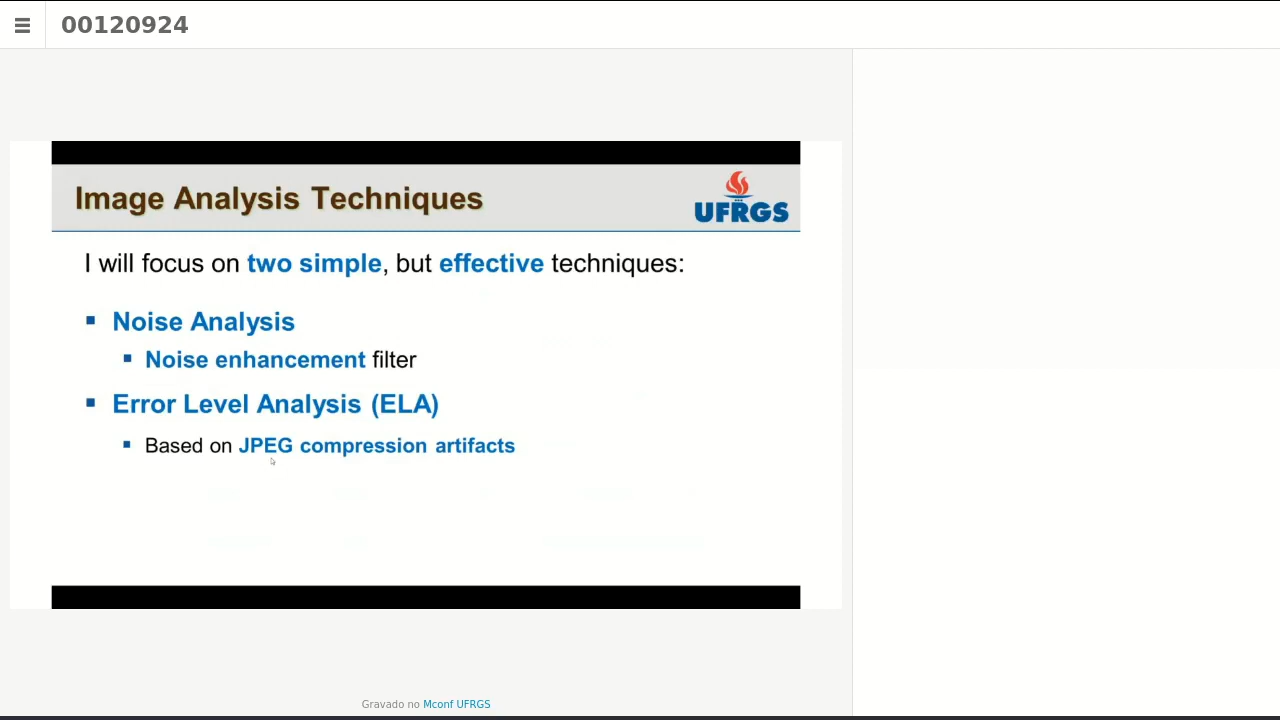 00120924
Image Analysis Techniques
UFRGS
I will focus on two simple, but effective techniques:
Noise Analysis
Noise enhancement filter
Error Level Analysis (ELA)
Based on JPEG compression artifacts
Gravado no Mconf UFRGS